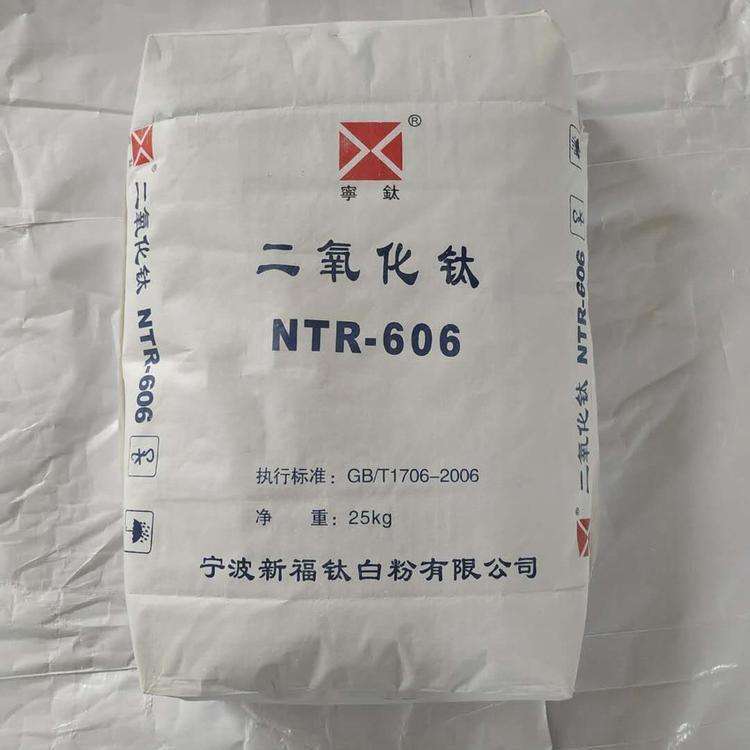 ®
寧鈦
二氧化钛
NTR-606
执行标准：GB/T1706-2006
净 重：25kg
宁波新福钛白粉有限公司
二氧化钛 NTR-606
二氧化钛 NTR-606